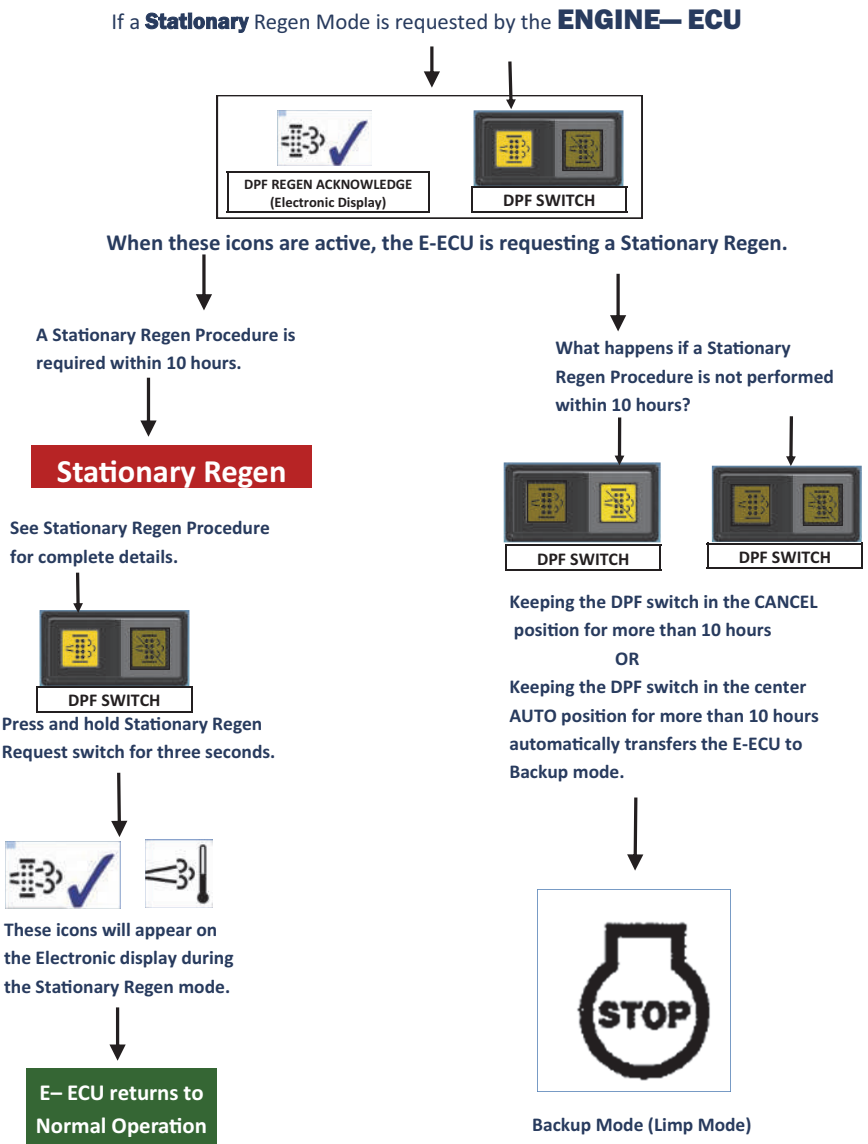 If a Stationary Regen Mode is requested by the ENGINE— ECU
DPF REGEN ACKNOWLEDGE
(Electronic Display)
DPF SWITCH
When these icons are active, the E-ECU is requesting a Stationary Regen.
A Stationary Regen Procedure is
required within 10 hours.
Stationary Regen
See Stationary Regen Procedure
for complete details.
DPF SWITCH
Press and hold Stationary Regen
Request switch for three seconds.
These icons will appear on
the Electronic display during
the Stationary Regen mode.
E– ECU returns to
Normal Operation
What happens if a Stationary
Regen Procedure is not performed
within 10 hours?
DPF SWITCH
DPF SWITCH
Keeping the DPF switch in the CANCEL
position for more than 10 hours
OR
Keeping the DPF switch in the center
AUTO position for more than 10 hours
automatically transfers the E-ECU to
Backup mode.
STOP
Backup Mode (Limp Mode)